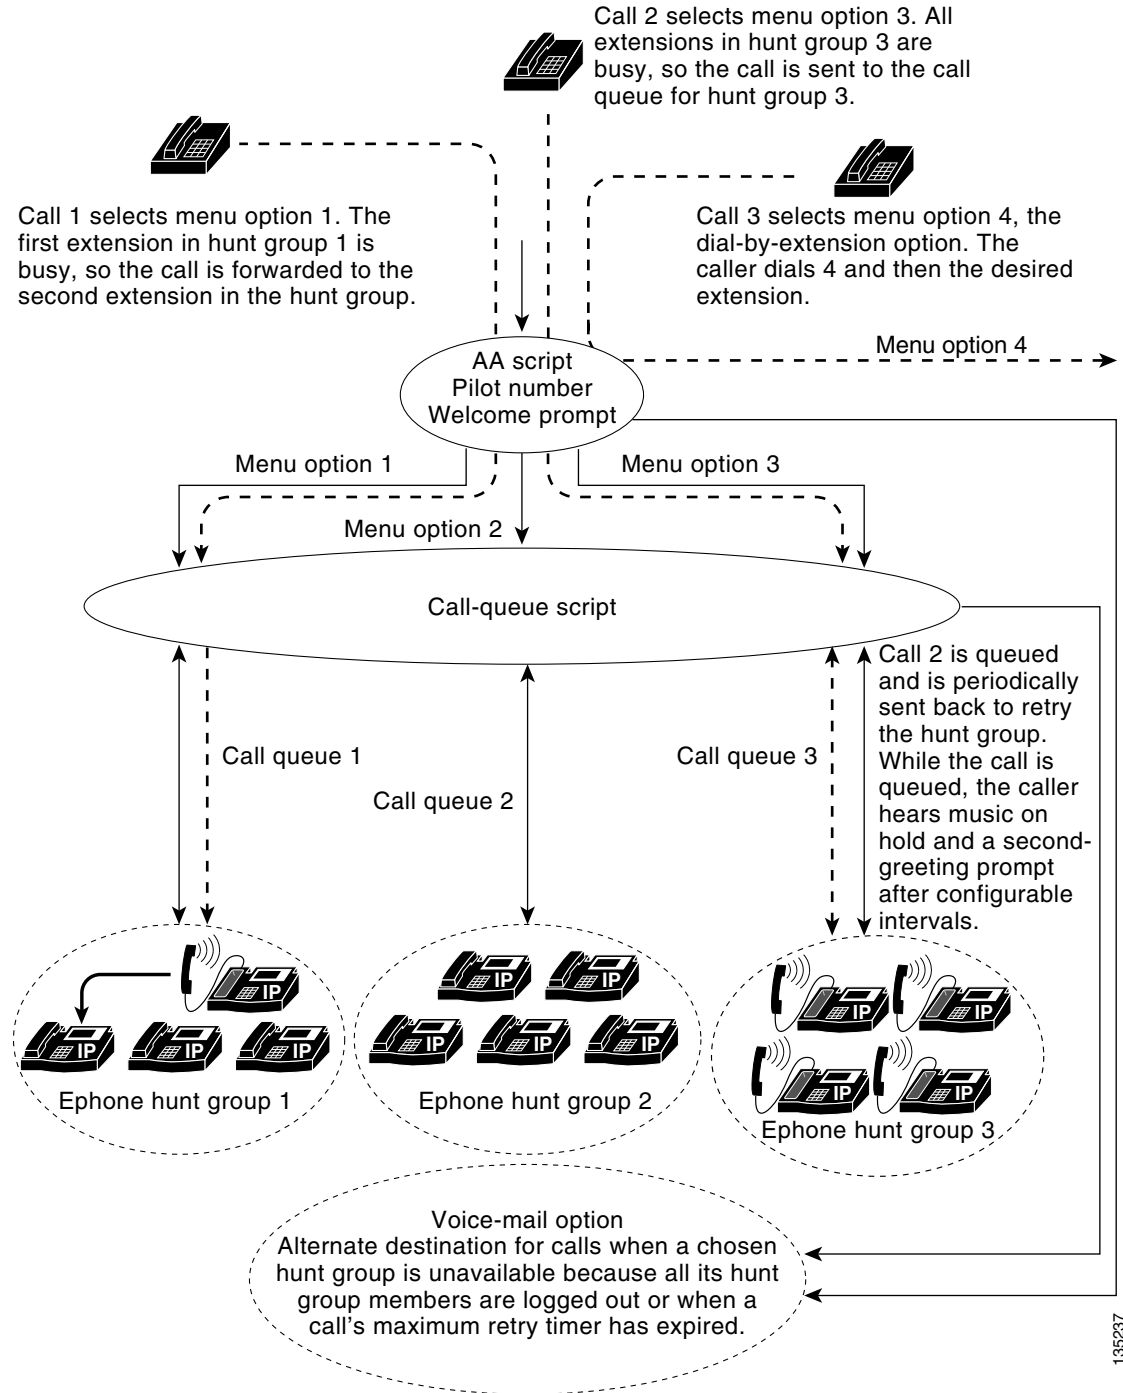 Call 2 selects menu option 3. All
extensions in hunt group 3 are
busy, so the call is sent to the call
queue for hunt group 3.
Call 1 selects menu option 1. The
first extension in hunt group 1 is
busy, so the call is forwarded to the
second extension in the hunt group.
Call 3 selects menu option 4, the
dial-by-extension option. The
caller dials 4 and then the desired
extension.
Menu option 4
AA script
Pilot number
Welcome prompt
Menu option 1
Menu option 3
Menu option 2
Call-queue script
Call queue 1
Call queue 2
Call queue 3
Call 2 is queued
and is periodically
sent back to retry
the hunt group.
While the call is
queued, the caller
hears music on
hold and a second-
greeting prompt
after configurable
intervals.
IP
IP IP IP
Ephone hunt group 1
IP IP
IP IP IP
Ephone hunt group 2
IP IP
IP IP
Ephone hunt group 3
Voice-mail option
Alternate destination for calls when a chosen
hunt group is unavailable because all its hunt
group members are logged out or when a
call's maximum retry timer has expired.
135237